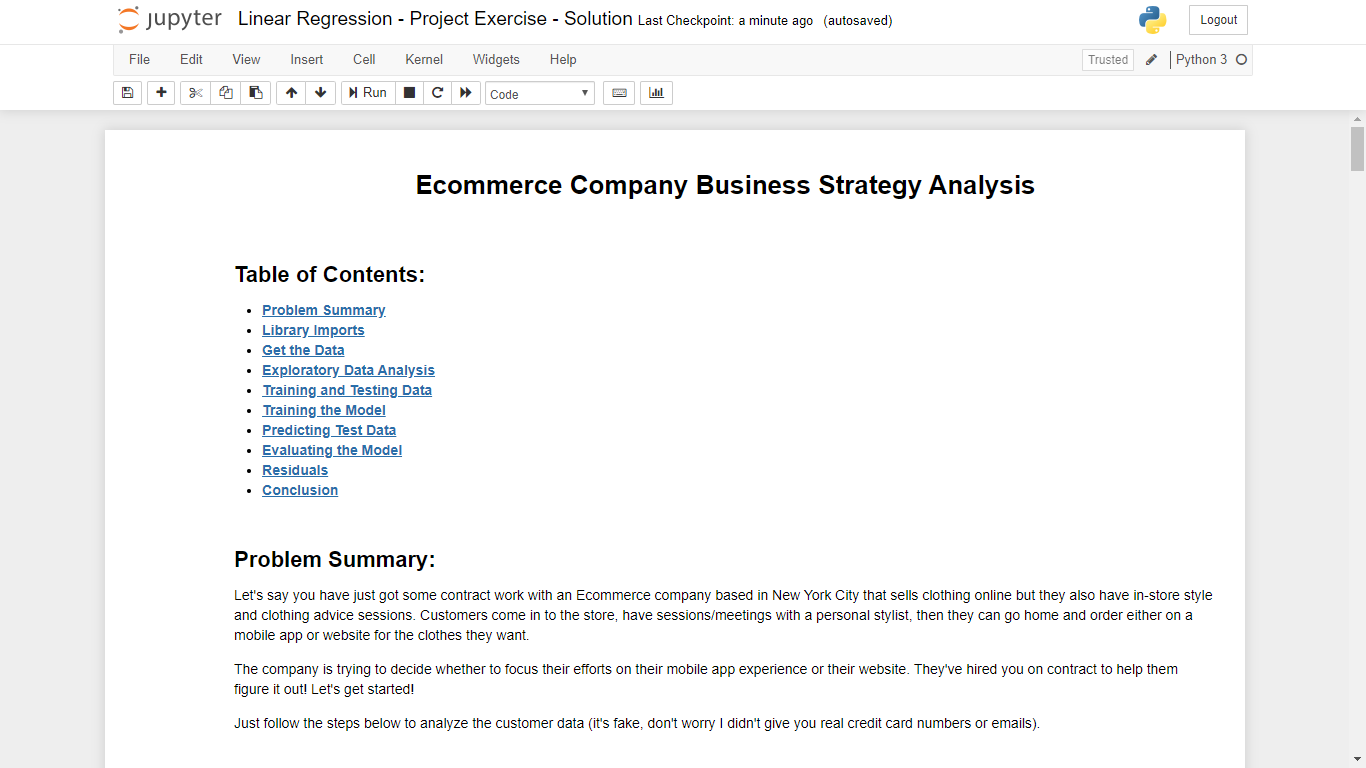 jupyter Linear Regression - Project Exercise - Solution Last Checkpoint: a minute ago (autosaved) Logout
File Edit View Insert Cell Kernel Widgets Help Trusted Python 3
Run Code
Ecommerce Company Business Strategy Analysis
Table of Contents:
Problem Summary
Library Imports
Get the Data
Exploratory Data Analysis
Training and Testing Data
Training the Model
Predicting Test Data
Evaluating the Model
Residuals
Conclusion
Problem Summary:
Let's say you have just got some contract work with an Ecommerce company based in New York City that sells clothing online but they also have in-store style
and clothing advice sessions. Customers come in to the store, have sessions/meetings with a personal stylist, then they can go home and order either on a
mobile app or website for the clothes they want.
The company is trying to decide whether to focus their efforts on their mobile app experience or their website. They've hired you on contract to help them
figure it out! Let's get started!
Just follow the steps below to analyze the customer data (it's fake, don't worry I didn't give you real credit card numbers or emails).